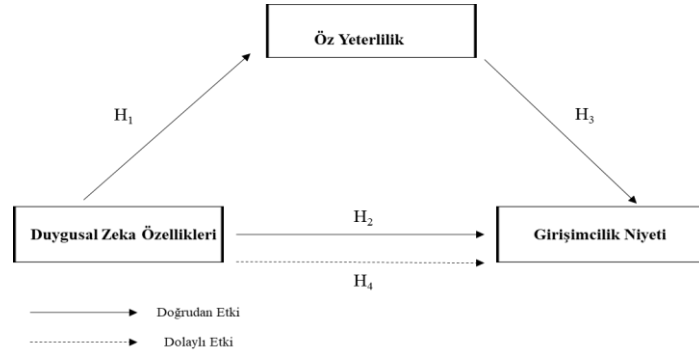 Öz Yeterlilik
H₁
H₃
Duygusal Zeka Özellikleri
H₂
Girişimcilik Niyeti
H₄
Doğrudan Etki
Dolaylı Etki